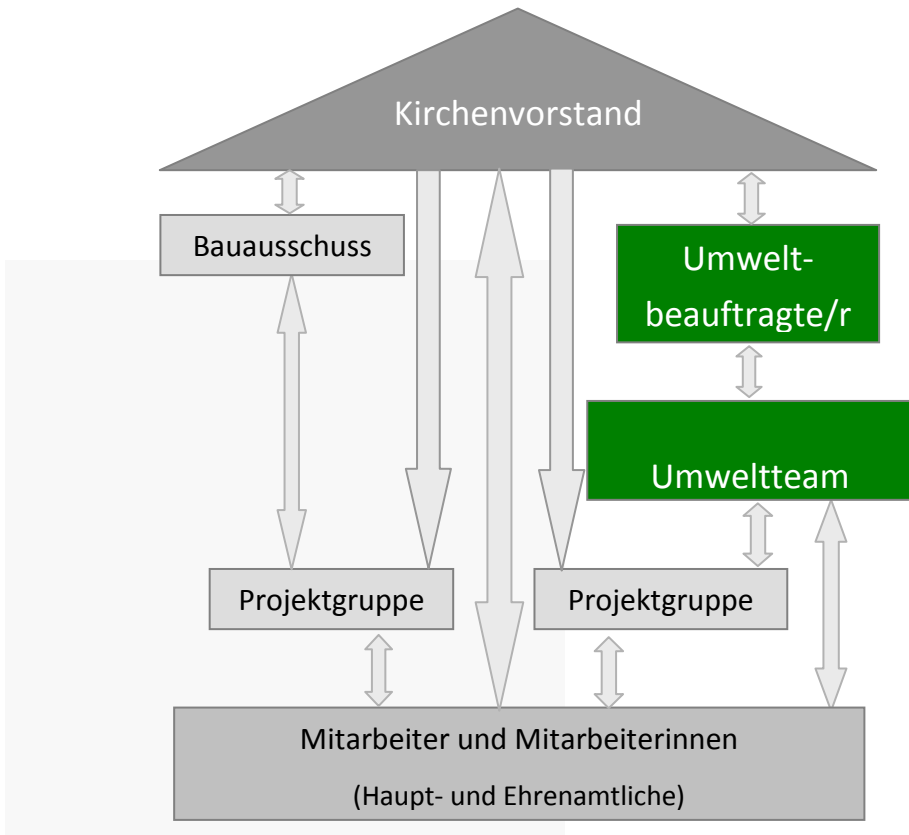 Kirchenvorstand
Bauausschuss
Umwelt-
beauftragte/r
Umweltteam
Projektgruppe
Projektgruppe
Mitarbeiter und Mitarbeiterinnen
(Haupt- und Ehrenamtliche)